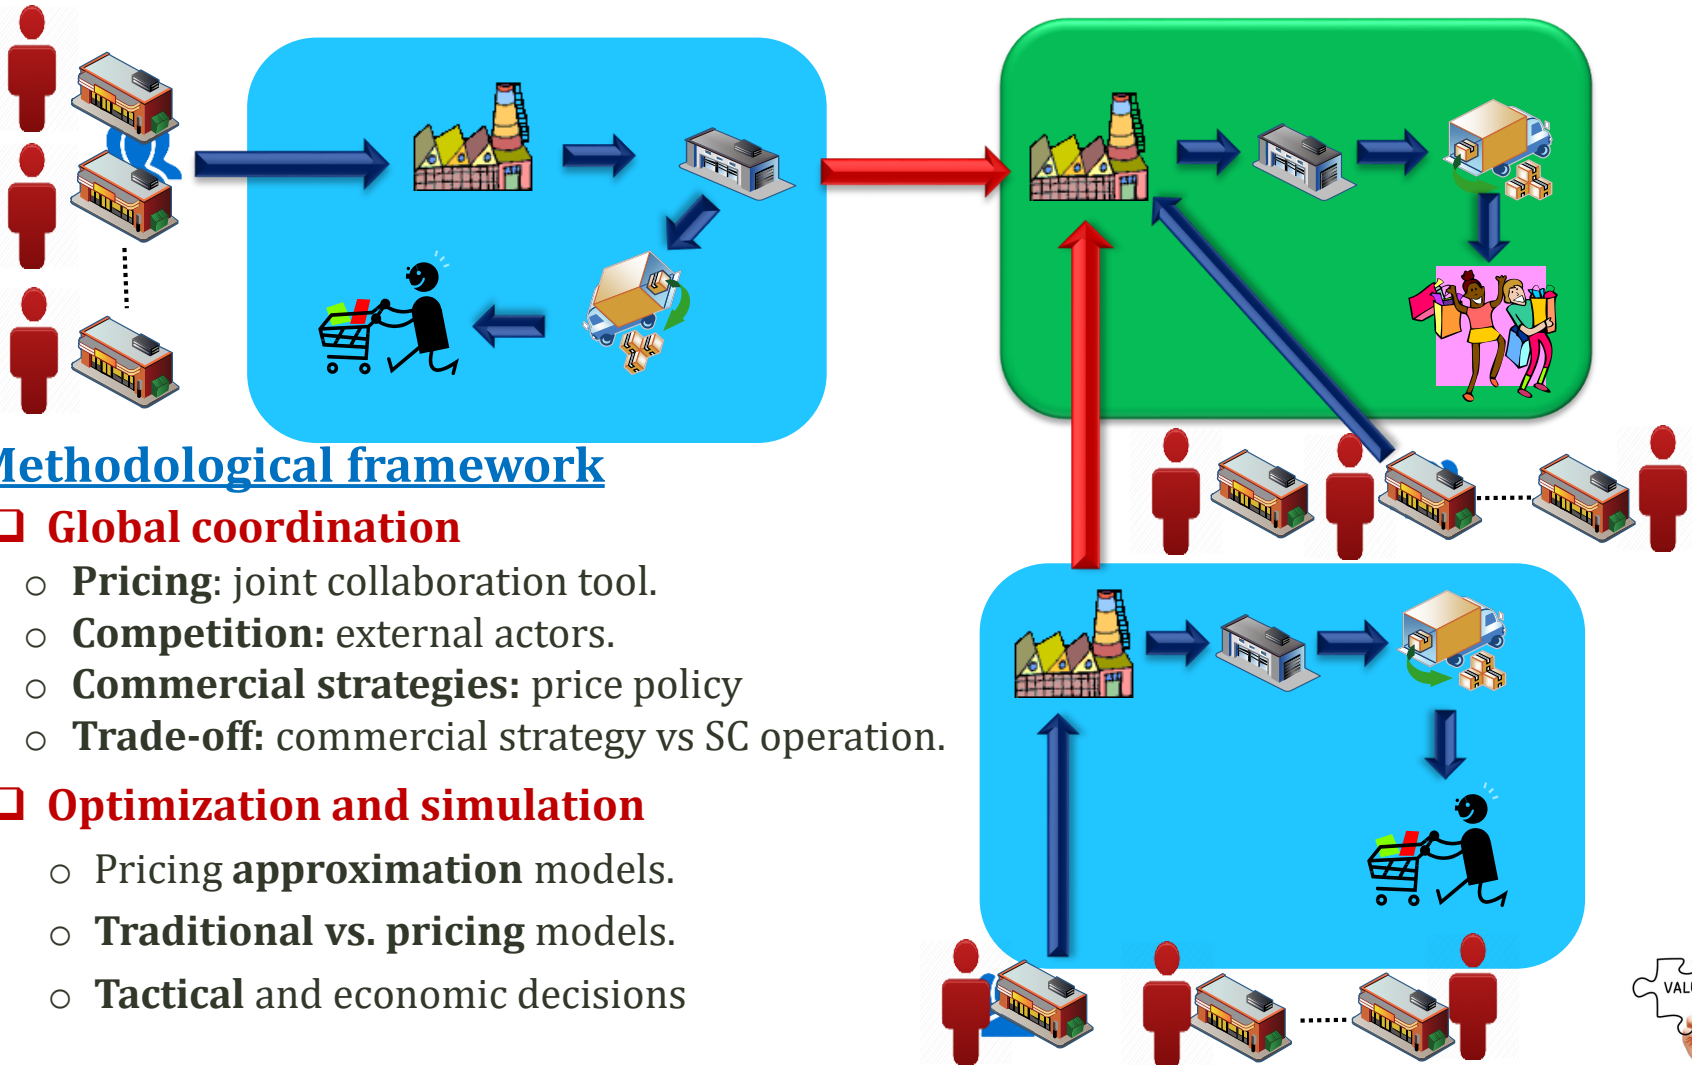 Methodological framework
Global coordination
Pricing: joint collaboration tool.
Competition: external actors.
Commercial strategies: price policy
Trade-off: commercial strategy vs SC operation.
Optimization and simulation
Pricing approximation models.
Traditional vs. pricing models.
Tactical and economic decisions